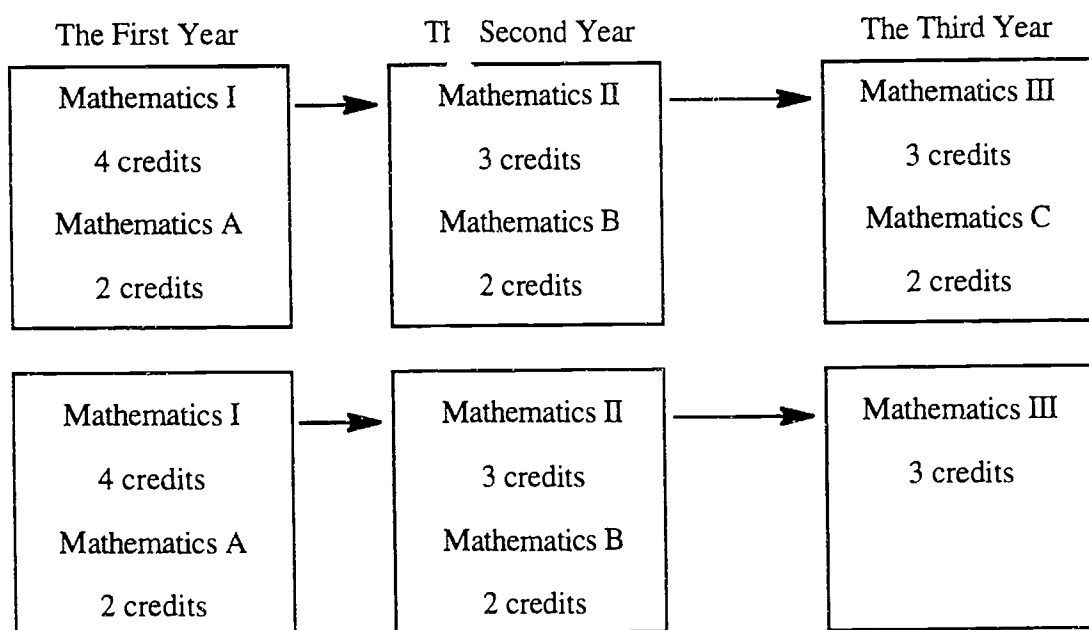 The First Year
Second Year
The Third Year
Mathematics I
4 credits
Mathematics A
2 credits
Mathematics II
3 credits
Mathematics B
2 credits
Mathematics III
3 credits
Mathematics C
2 credits
Mathematics I
4 credits
Mathematics A
2 credits
Mathematics II
3 credits
Mathematics B
2 credits
Mathematics III
3 credits